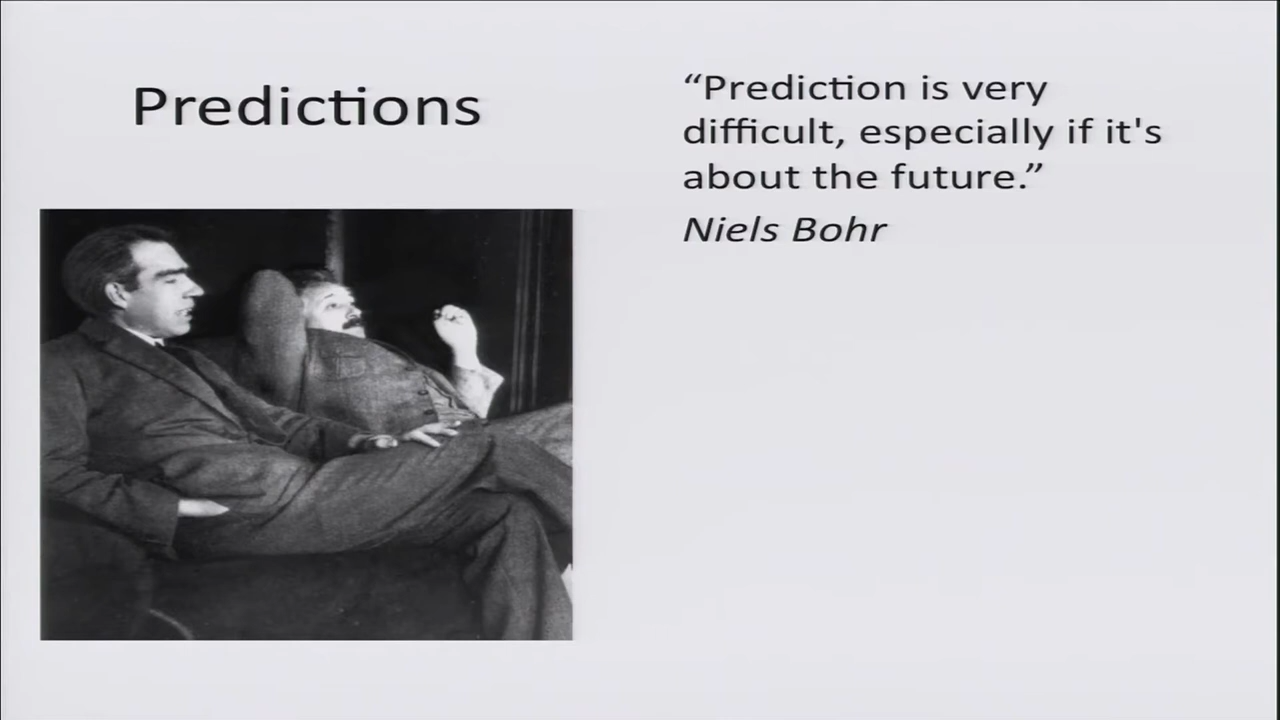 Predictions
“Prediction is very
difficult, especially if it's
about the future.”
Niels Bohr